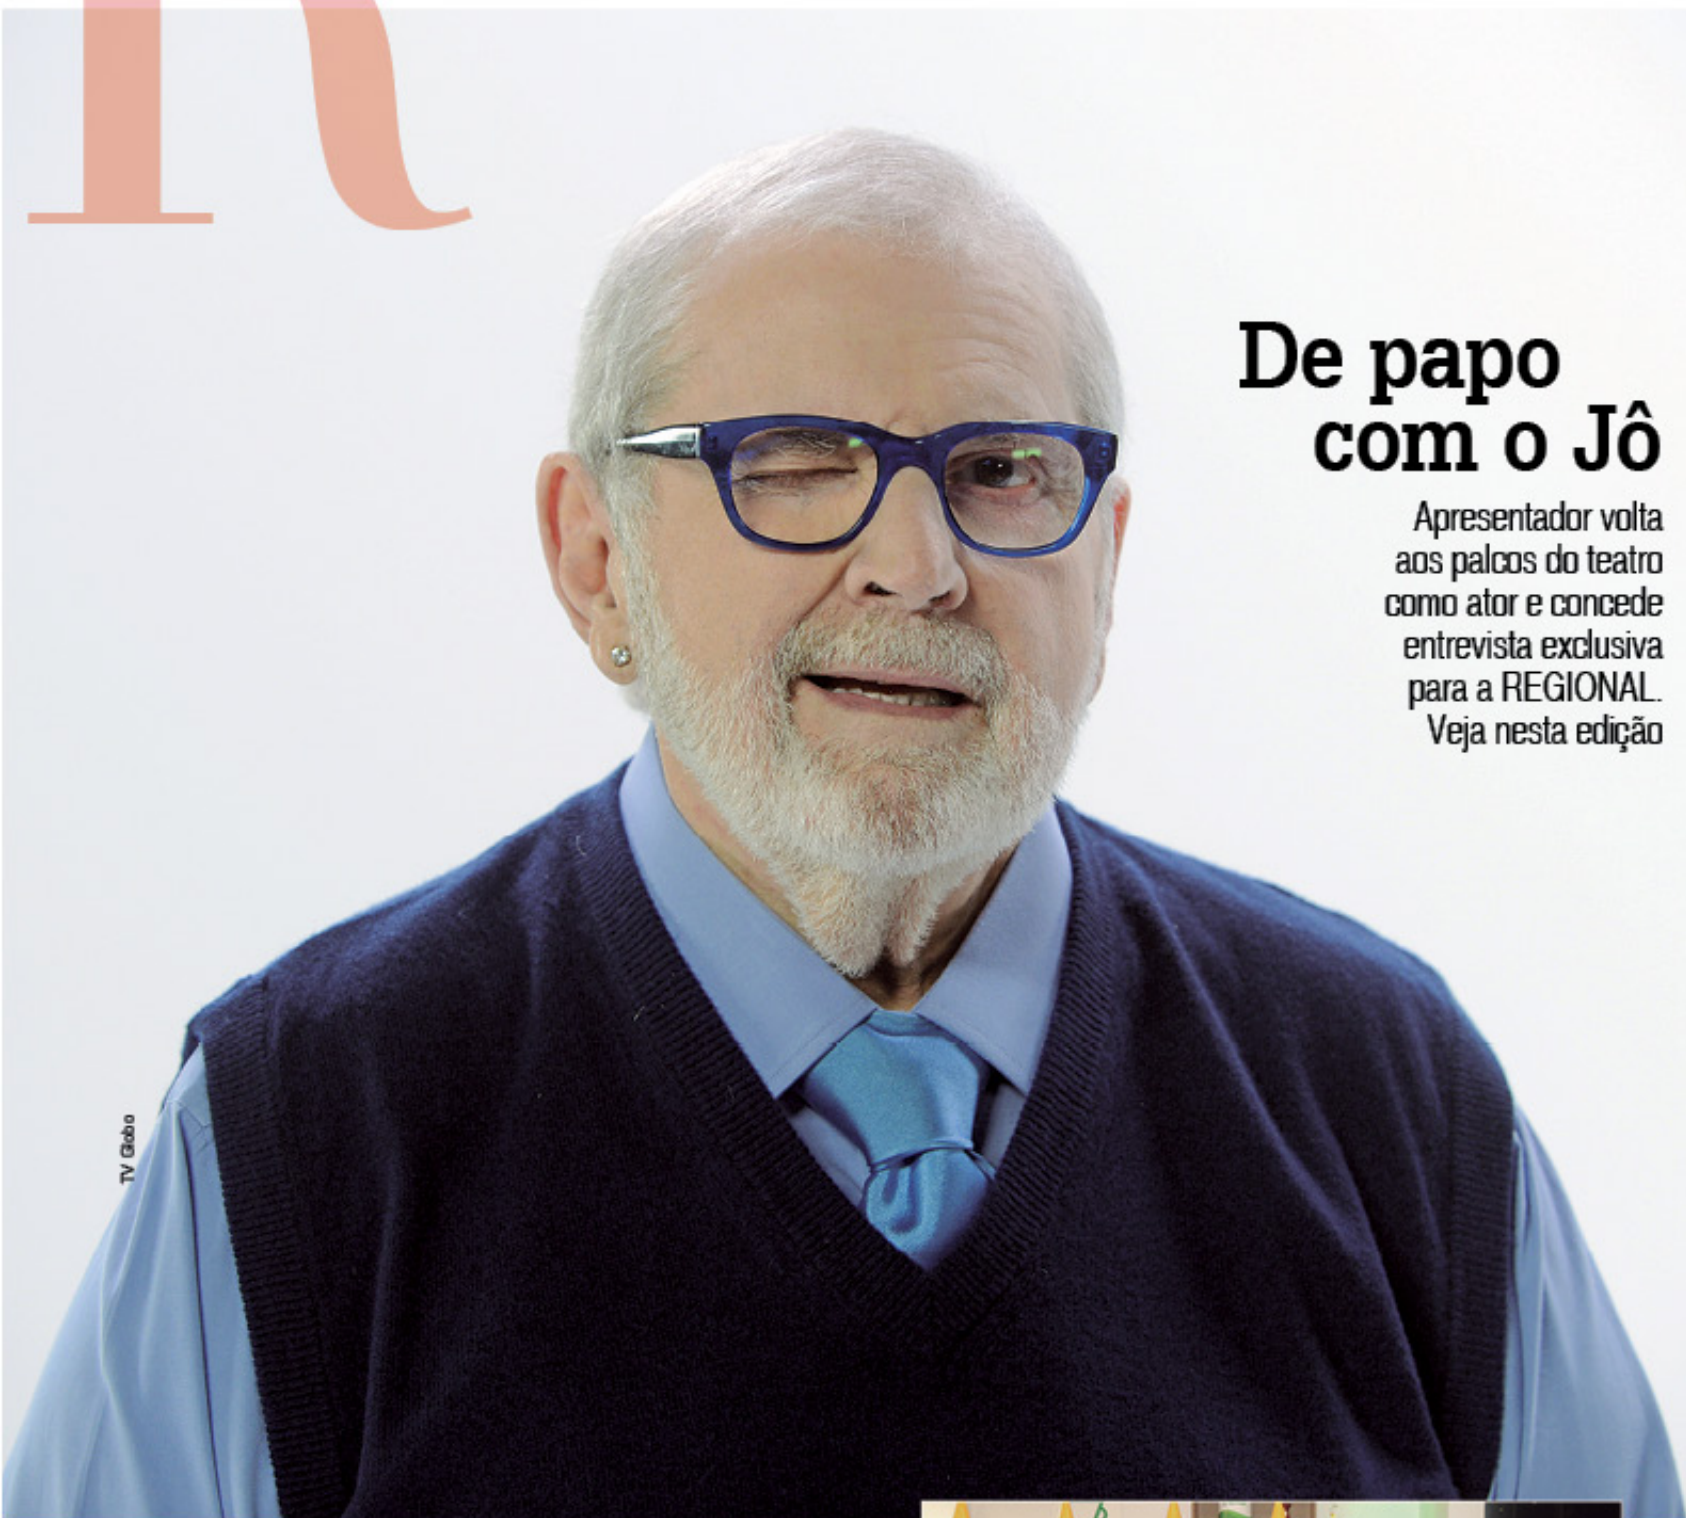 R
De papo
com o Jô
Apresentador volta
aos palcos do teatro
como ator e concede
entrevista exclusiva
para a REGIONAL.
Veja nesta edição
TV Globo